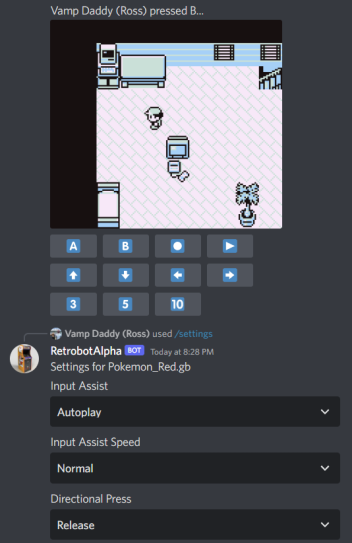 Vamp Daddy (Ross) pressed B...
A B
3 5 10
Vamp Daddy (Ross) used /settings
RetrobotAlpha BOT Today at 8:28 PM
Settings for Pokemon_Red.gb
Input Assist
Autoplay
Input Assist Speed
Normal
Directional Press
Release